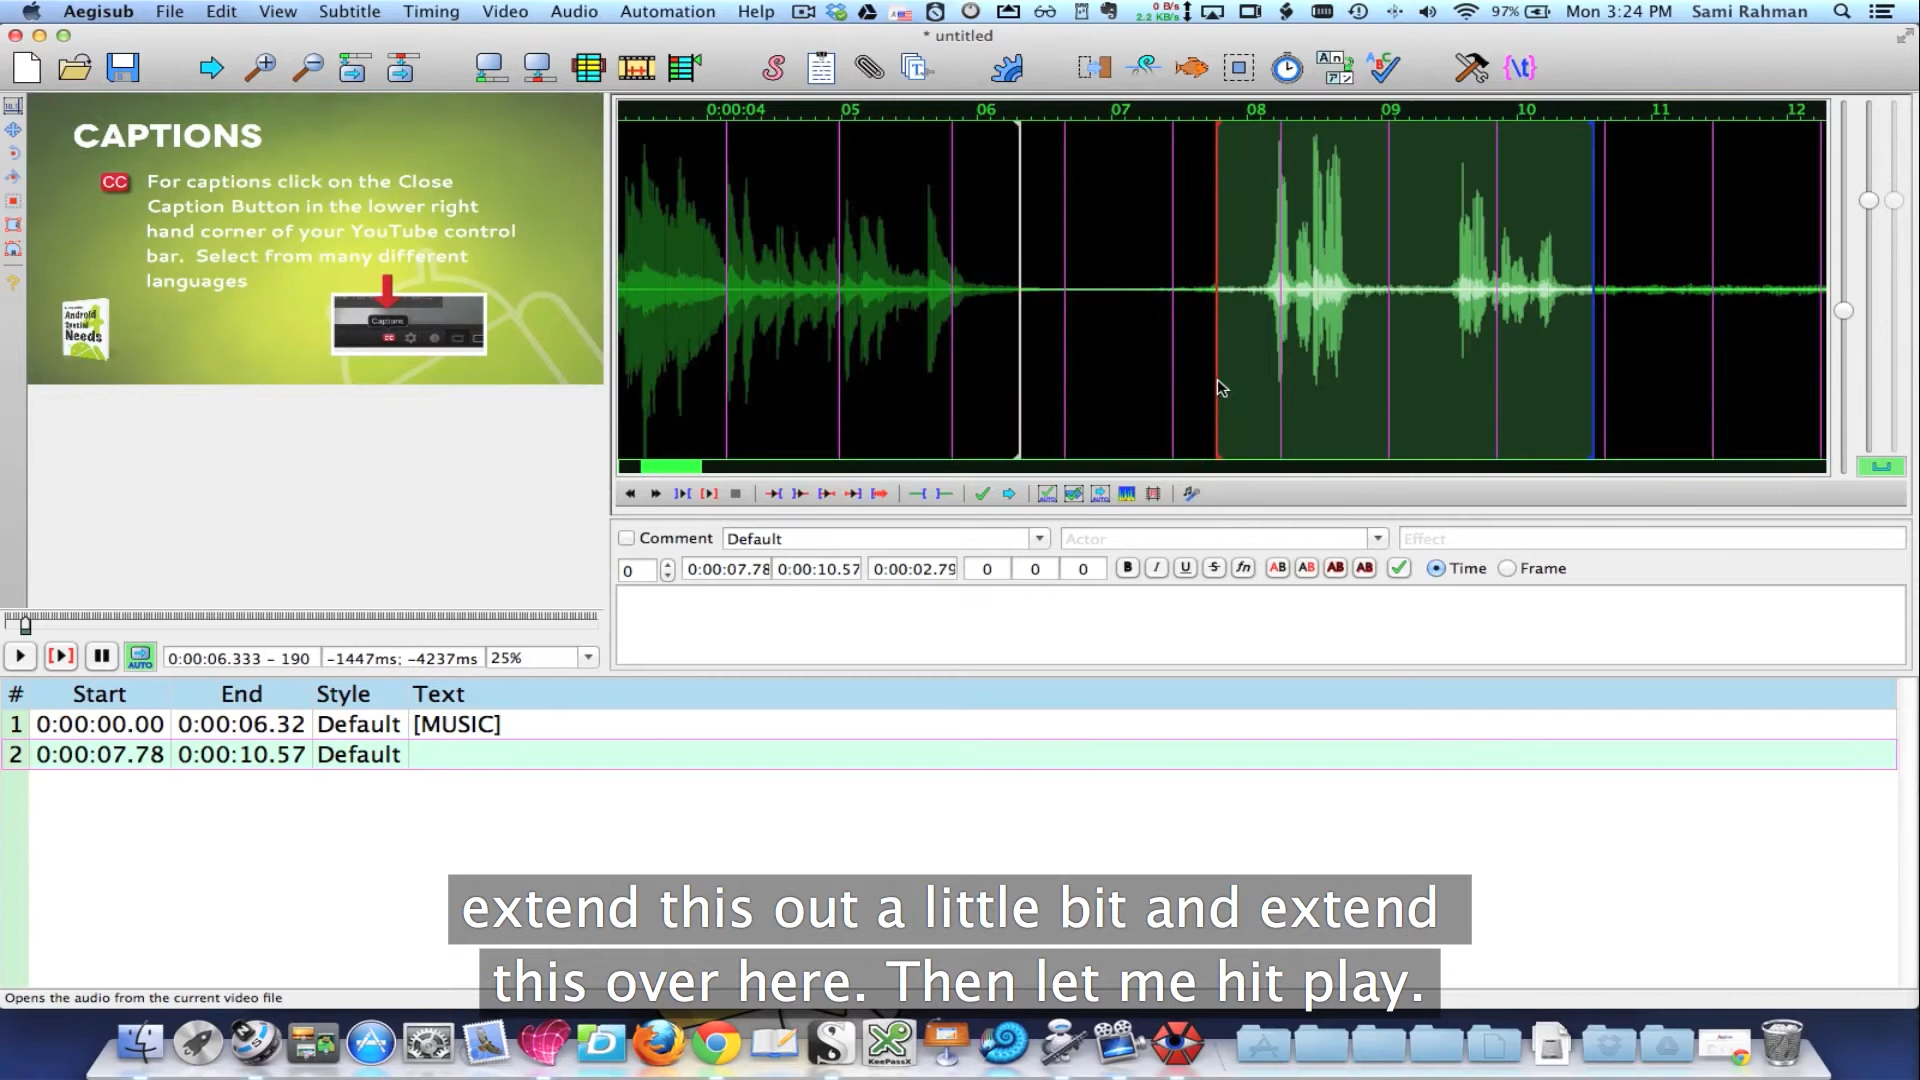 Aegisub File Edit View Subtitle Timing Video Audio Automation Help 0 B/s 2.2 KB/s 97% Mon 3:24 PM Sami Rahman
* untitled
CAPTIONS
CC For captions click on the Close
Caption Button in the lower right
hand corner of your YouTube control
bar. Select from many different
languages
Android
Special
Needs
Captions
0:00:04 05 06 07 08 09 10 11 12
Comment Default Actor Effect
0 0:00:07.78 0:00:10.57 0:00:02.79 0 0 0 B I U S fn AB AB AB AB Time Frame
AUTO 0:00:06.333 - 190 -1447ms; -4237ms 25%
# Start End Style Text
1 0:00:00.00 0:00:06.32 Default [MUSIC]
2 0:00:07.78 0:00:10.57 Default
extend this out a little bit and extend
this over here. Then let me hit play.
Opens the audio from the current video file
KeePassX